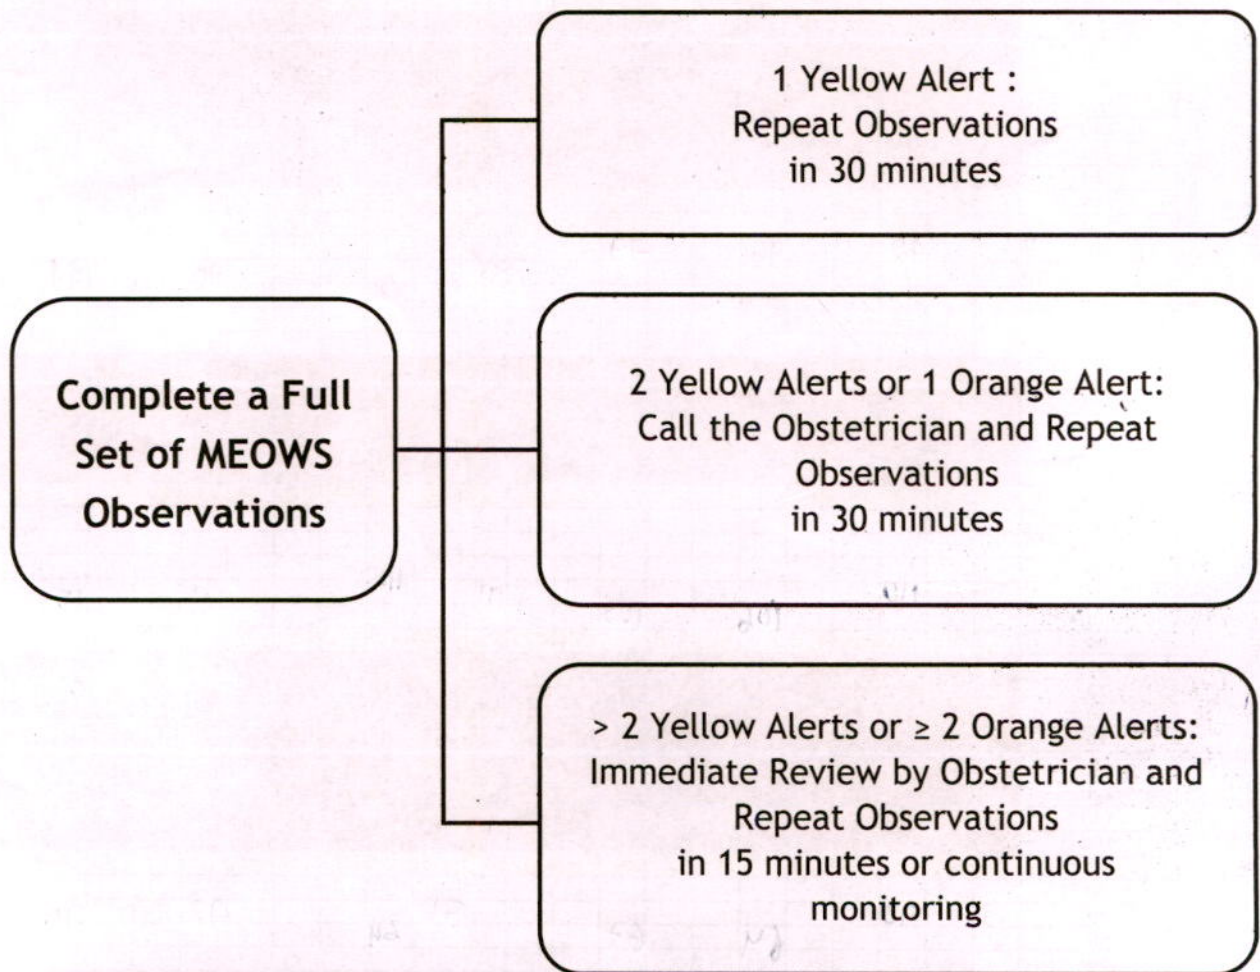 1 Yellow Alert :
Repeat Observations
in 30 minutes
Complete a Full
Set of MEOWS
Observations
2 Yellow Alerts or 1 Orange Alert:
Call the Obstetrician and Repeat
Observations
in 30 minutes
> 2 Yellow Alerts or ≥ 2 Orange Alerts:
Immediate Review by Obstetrician and
Repeat Observations
in 15 minutes or continuous
monitoring